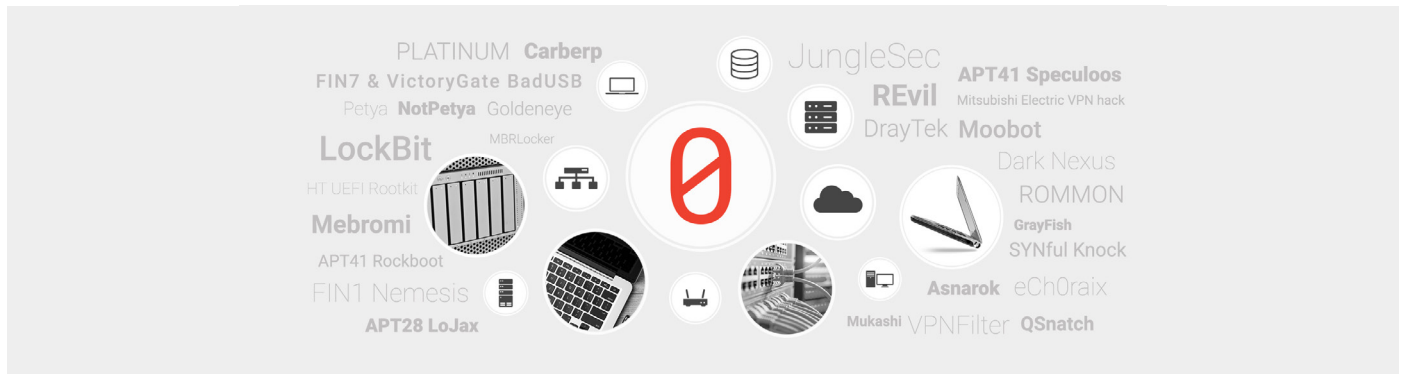 PLATINUM Carberp
FIN7 & VictoryGate BadUSB
Petya NotPetya Goldeneye
MBRLocker
LockBit
HT UEFI Rootkit
Mebromi
APT41 Rockboot
FIN1 Nemesis
APT28 LoJax
0
JungleSec
APT41 Speculoos
REvil
Mitsubishi Electric VPN hack
DrayTek Moobot
Dark Nexus
ROMMON
GrayFish
SYNful Knock
Asnarok eCh0raix
Mukashi VPNFilter QSnatch